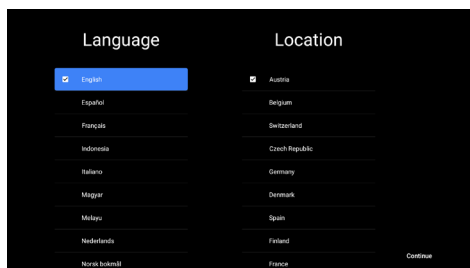 Language
English
Español
Français
Indonesia
Italiano
Magyar
Melayu
Nederlands
Norsk bokmål
Location
Austria
Belgium
Switzerland
Czech Republic
Germany
Denmark
Spain
Finland
France
Continue